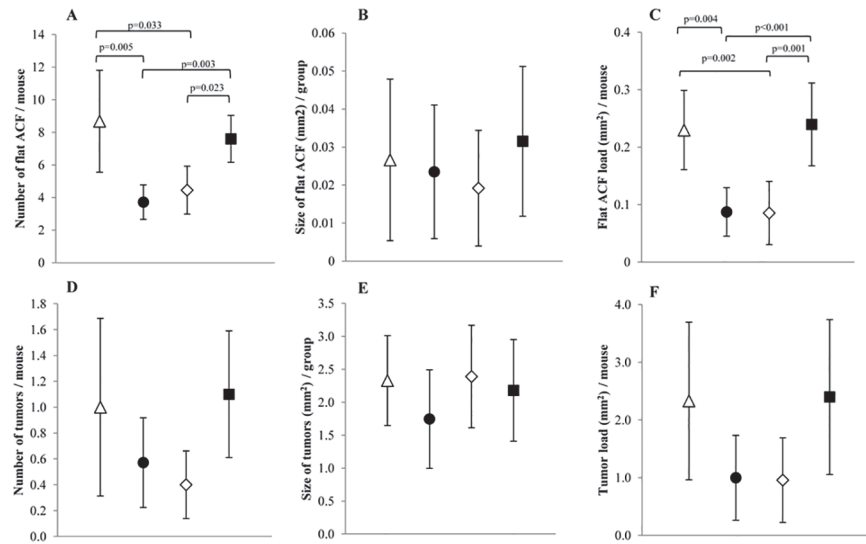 A
p=0.033
p=0.005
p=0.003
p=0.023
Number of flat ACF / mouse
14
12
10
8
6
4
2
0
B
Size of flat ACF (mm2) / group
0.06
0.05
0.04
0.03
0.02
0.01
0
C
p=0.004
p<0.001
p=0.001
p=0.002
Flat ACF load (mm²) / mouse
0.4
0.3
0.2
0.1
0.0
D
Number of tumors / mouse
1.8
1.6
1.4
1.2
1.0
0.8
0.6
0.4
0.2
0.0
E
Size of tumors (mm²) / group
3.5
3.0
2.5
2.0
1.5
1.0
0.5
0.0
F
Tumor load (mm²) / mouse
4.0
3.0
2.0
1.0
0.0